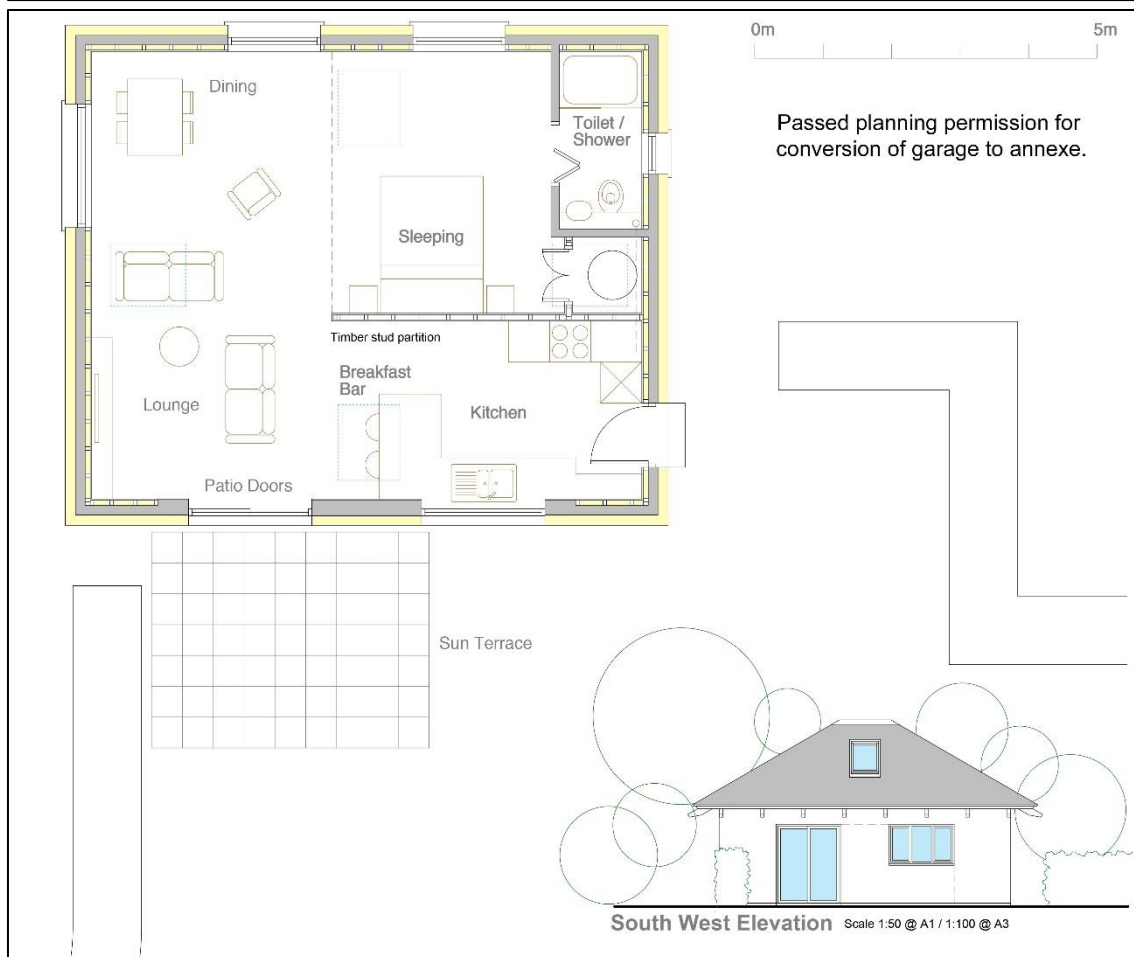 0m 5m
Dining
Toilet /
Shower
Passed planning permission for
conversion of garage to annexe.
Sleeping
Timber stud partition
Breakfast
Bar
Kitchen
Lounge
Patio Doors
Sun Terrace
South West Elevation Scale 1:50 @ A1 / 1:100 @ A3